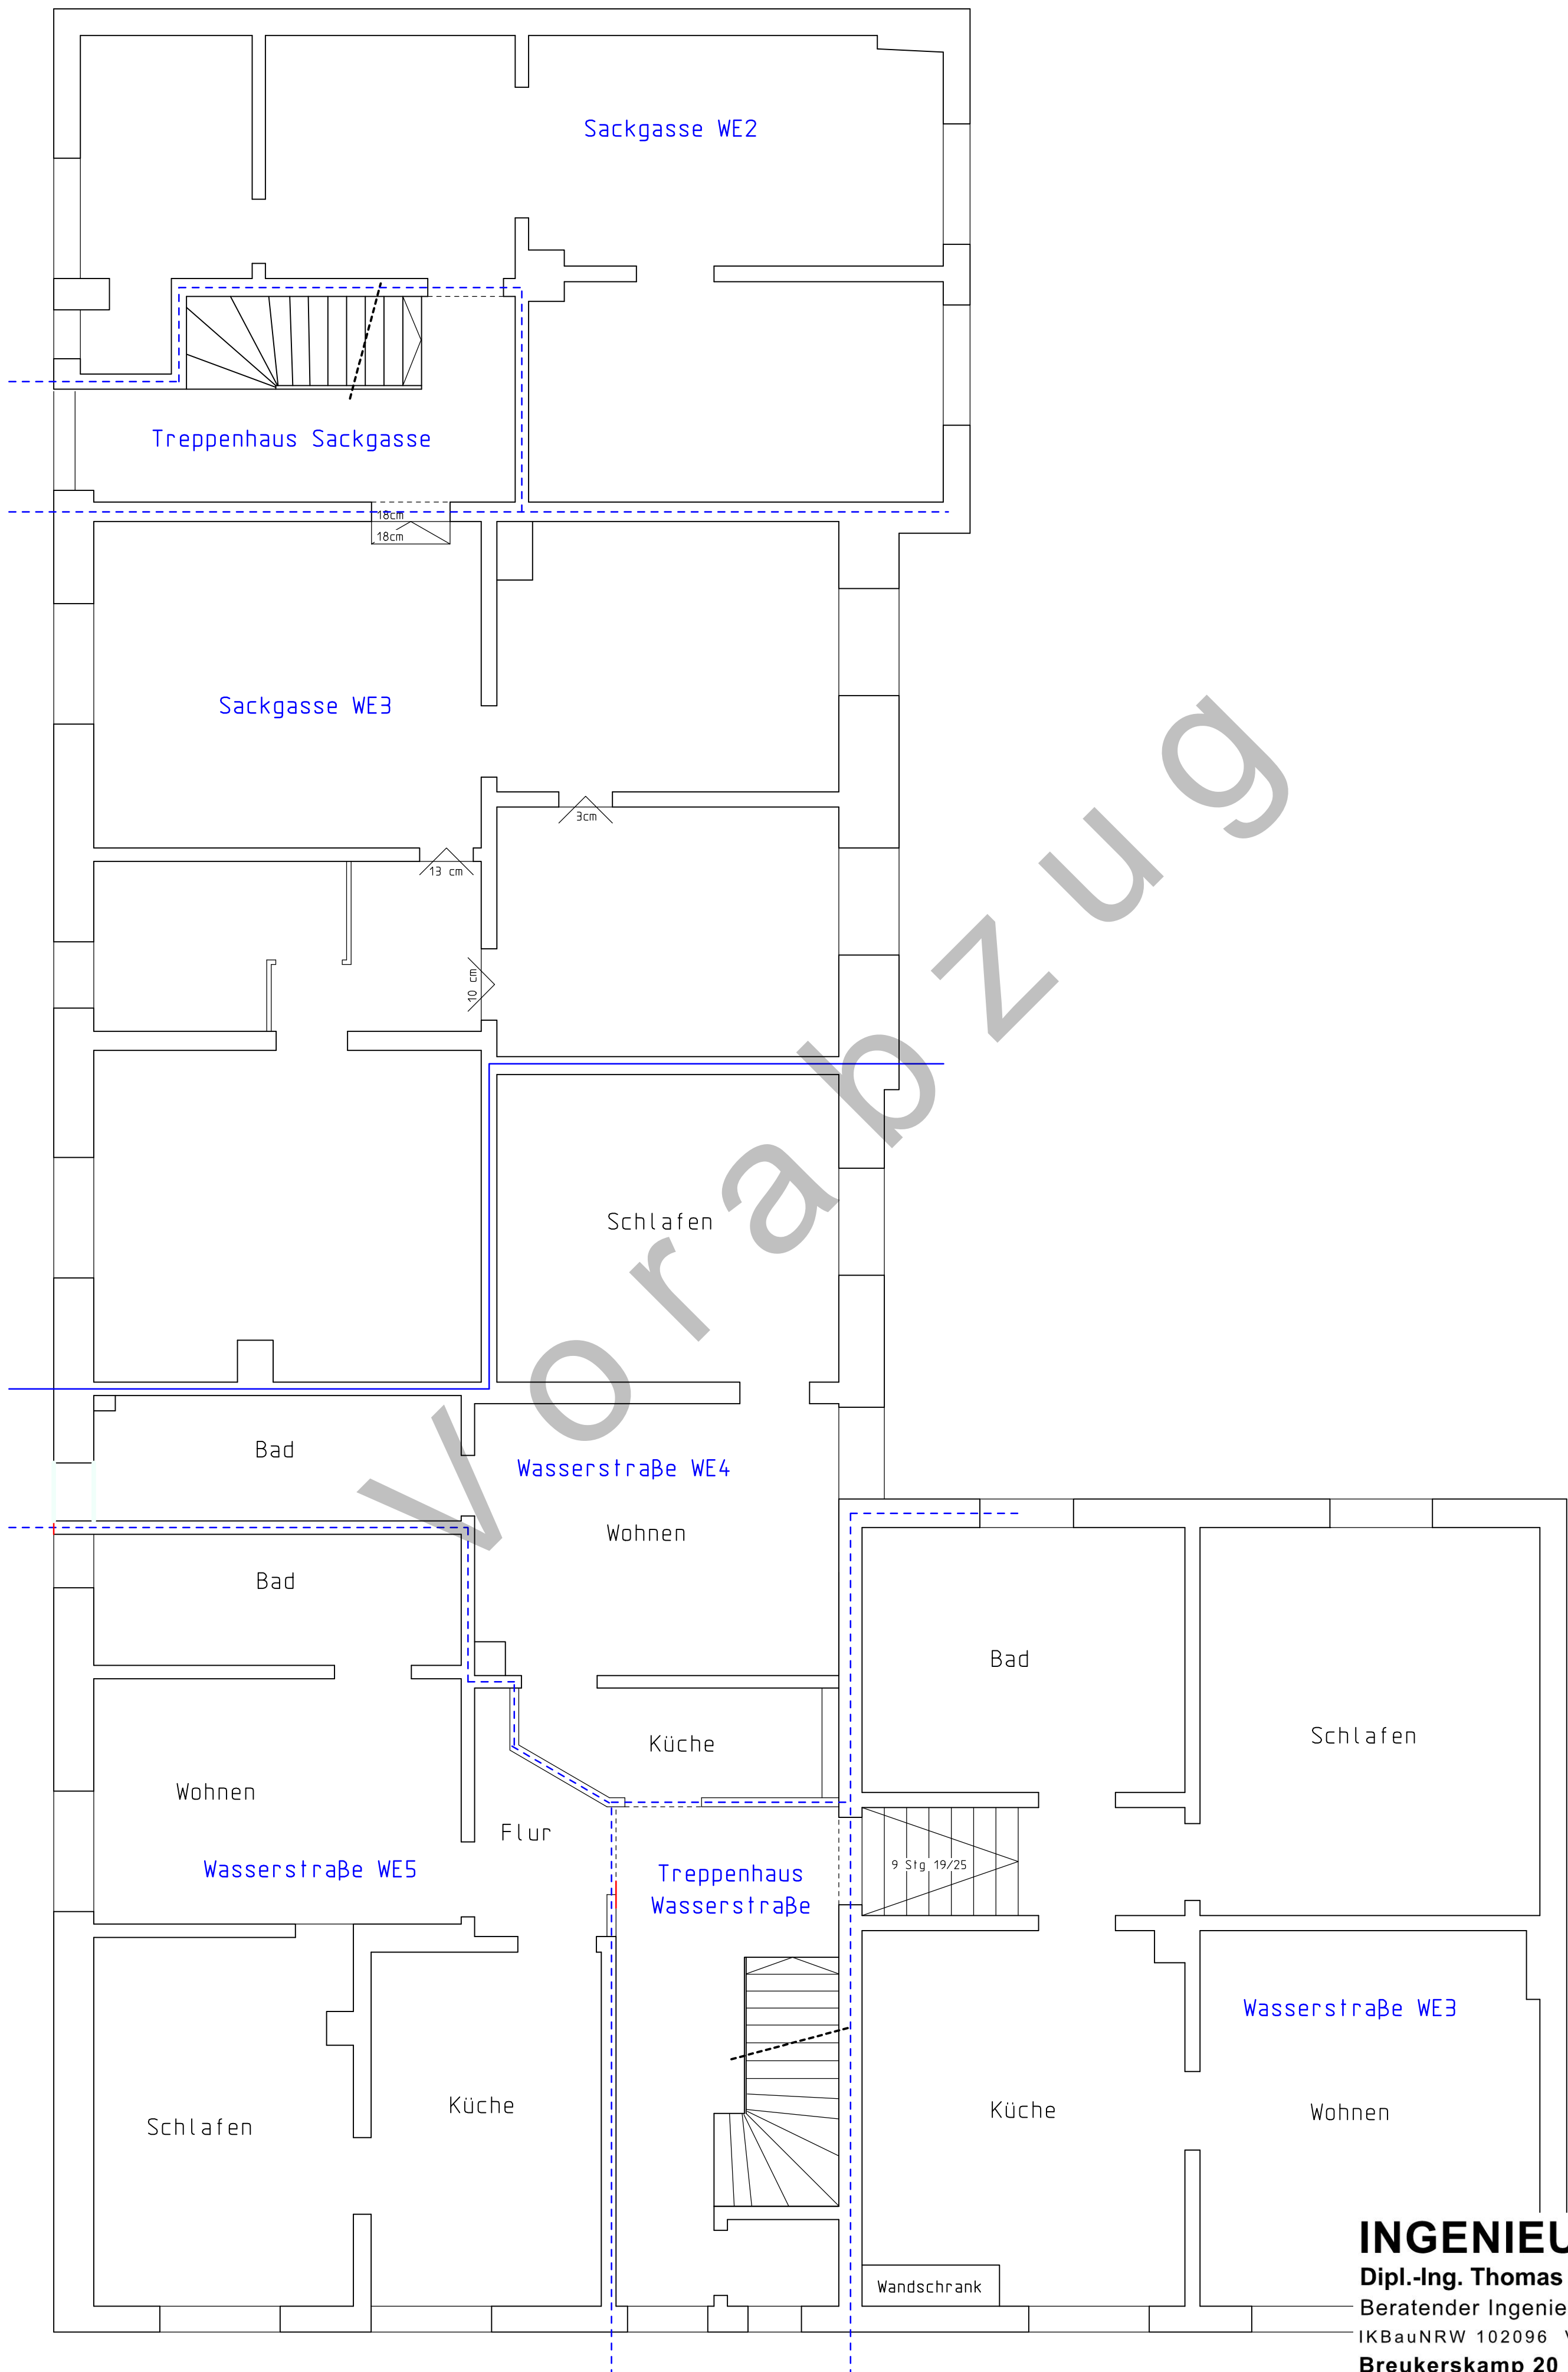 Sackgasse WE2
Treppenhaus Sackgasse
18cm
18cm
Sackgasse WE3
3cm
13 cm
10 cm
Schlafen
Bad
Wasserstraße WE4
Wohnen
Bad
Bad
Schlafen
Küche
Wohnen
Flur
Wasserstraße WE5
Treppenhaus
Wasserstraße
9 Stg 19/25
Wasserstraße WE3
Küche
Küche
Wohnen
Schlafen
Wandschrank
Vorabzug
INGENIEU
Dipl.-Ing. Thomas
Beratender Ingenie
IKBauNRW 102096 V
Breukerskamp 20